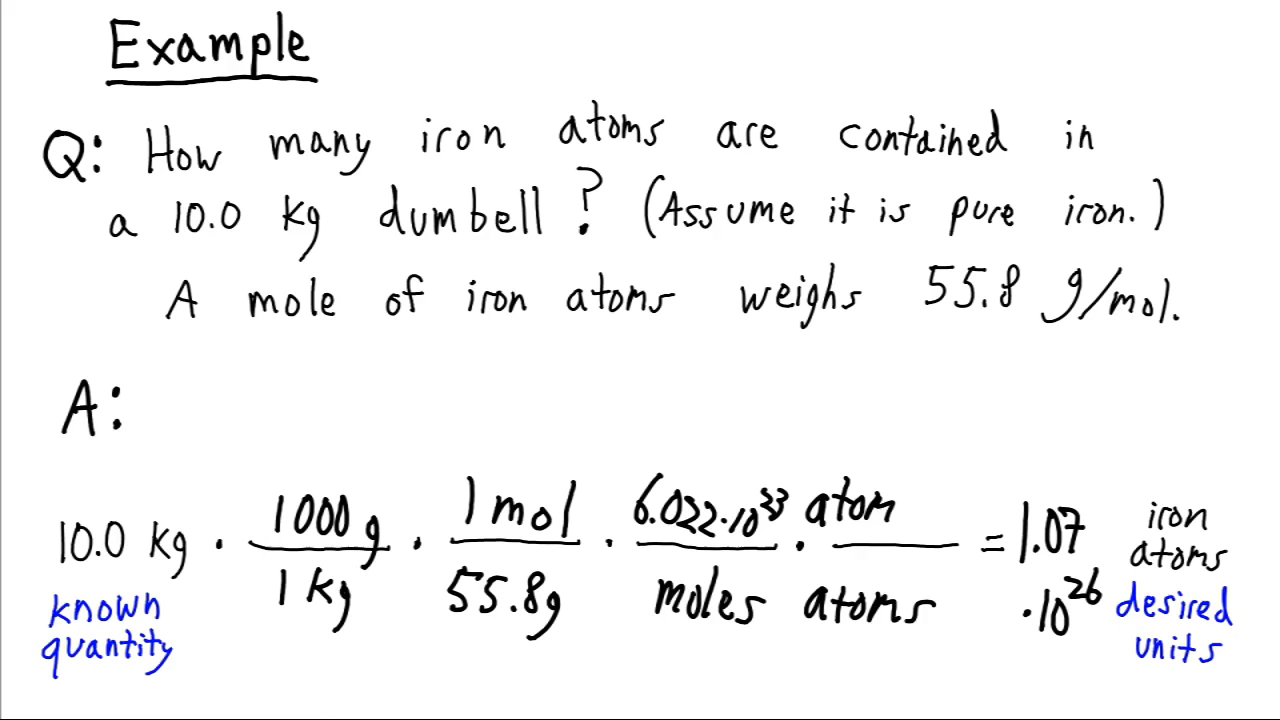 Example
Q: How many iron atoms are contained in
a 10.0 kg dumbell? (Assume it is pure iron.)
A mole of iron atoms weighs 55.8 g/mol.
A:
10.0 kg · 1000 g / 1 kg · 1 mol / 55.8g · 6.022·10^23 / moles · atom / atoms = 1.07 ·10^26 iron atoms
known quantity
desired units